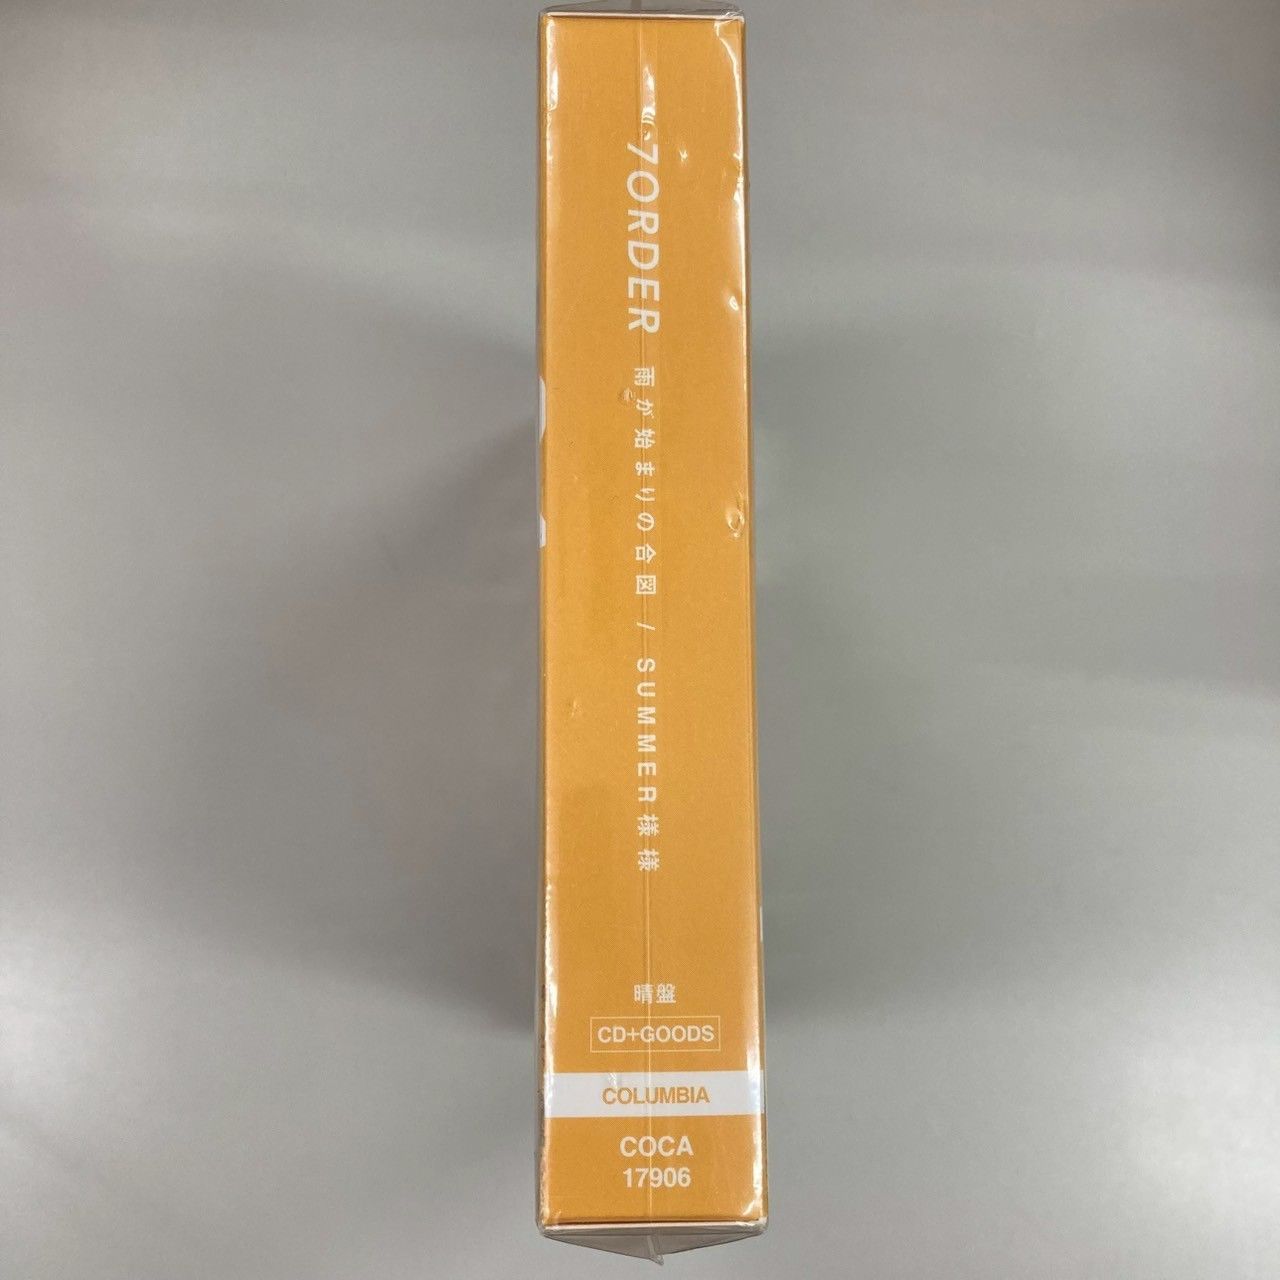 7ORDER 雨が始まりの合図 / SUMMER様様
晴盤
CD+GOODS
COLUMBIA
COCA
17906